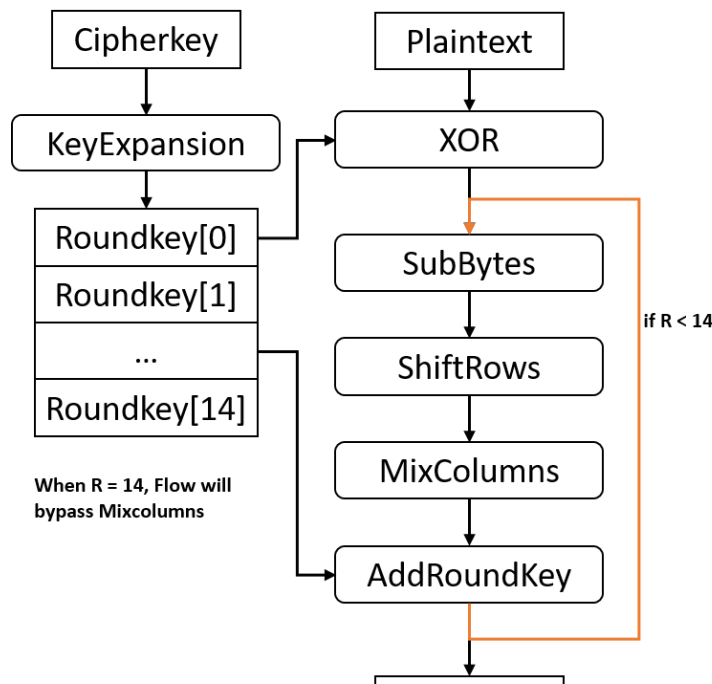 Cipherkey
Plaintext
KeyExpansion
XOR
Roundkey[0]
Roundkey[1]
...
Roundkey[14]
SubBytes
ShiftRows
MixColumns
AddRoundKey
if R < 14
When R = 14, Flow will
bypass Mixcolumns